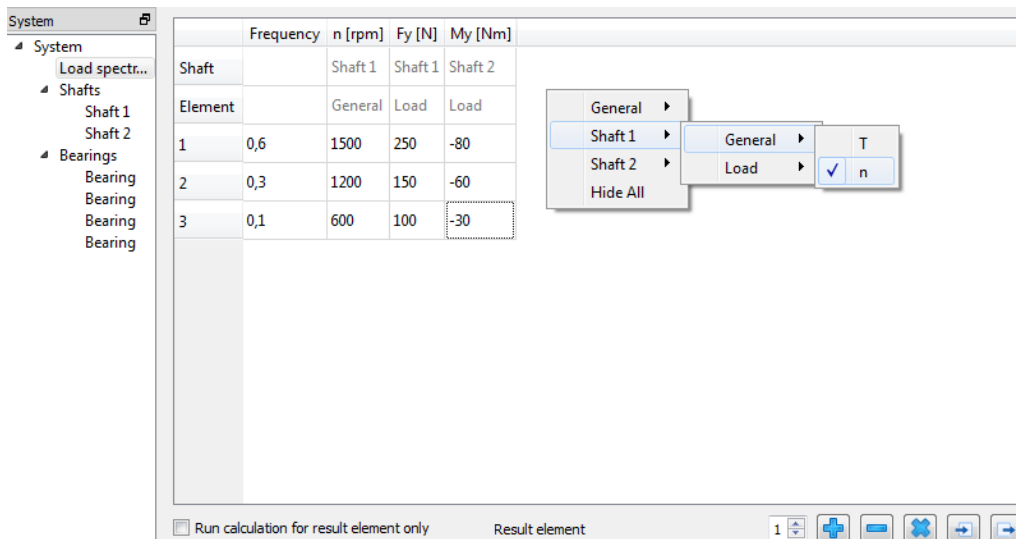 System
System
Load spectr...
Shafts
Shaft 1
Shaft 2
Bearings
Bearing
Bearing
Bearing
Bearing
Frequency n [rpm] Fy [N] My [Nm]
Shaft Shaft 1 Shaft 1 Shaft 2
Element General Load Load
1 0,6 1500 250 -80
2 0,3 1200 150 -60
3 0,1 600 100 -30
General
Shaft 1
Shaft 2
Hide All
General
Load
T
n
Run calculation for result element only Result element 1